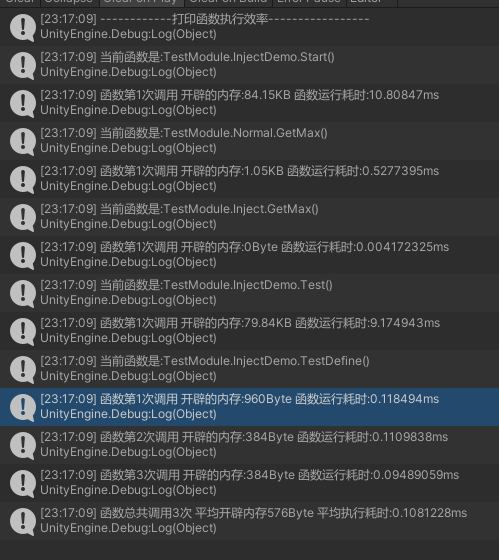 Clear Collapse Clear on Play Clear on Build Error Pause Editor
[23:17:09] ------------打印函数执行效率-----------------
UnityEngine.Debug:Log(Object)
[23:17:09] 当前函数是:TestModule.InjectDemo.Start()
UnityEngine.Debug:Log(Object)
[23:17:09] 函数第1次调用 开辟的内存:84.15KB 函数运行耗时:10.80847ms
UnityEngine.Debug:Log(Object)
[23:17:09] 当前函数是:TestModule.Normal.GetMax()
UnityEngine.Debug:Log(Object)
[23:17:09] 函数第1次调用 开辟的内存:1.05KB 函数运行耗时:0.5277395ms
UnityEngine.Debug:Log(Object)
[23:17:09] 当前函数是:TestModule.Inject.GetMax()
UnityEngine.Debug:Log(Object)
[23:17:09] 函数第1次调用 开辟的内存:0Byte 函数运行耗时:0.004172325ms
UnityEngine.Debug:Log(Object)
[23:17:09] 当前函数是:TestModule.InjectDemo.Test()
UnityEngine.Debug:Log(Object)
[23:17:09] 函数第1次调用 开辟的内存:79.84KB 函数运行耗时:9.174943ms
UnityEngine.Debug:Log(Object)
[23:17:09] 当前函数是:TestModule.InjectDemo.TestDefine()
UnityEngine.Debug:Log(Object)
[23:17:09] 函数第1次调用 开辟的内存:960Byte 函数运行耗时:0.118494ms
UnityEngine.Debug:Log(Object)
[23:17:09] 函数第2次调用 开辟的内存:384Byte 函数运行耗时:0.1109838ms
UnityEngine.Debug:Log(Object)
[23:17:09] 函数第3次调用 开辟的内存:384Byte 函数运行耗时:0.09489059ms
UnityEngine.Debug:Log(Object)
[23:17:09] 函数总共调用3次 平均开辟内存576Byte 平均执行耗时:0.1081228ms
UnityEngine.Debug:Log(Object)